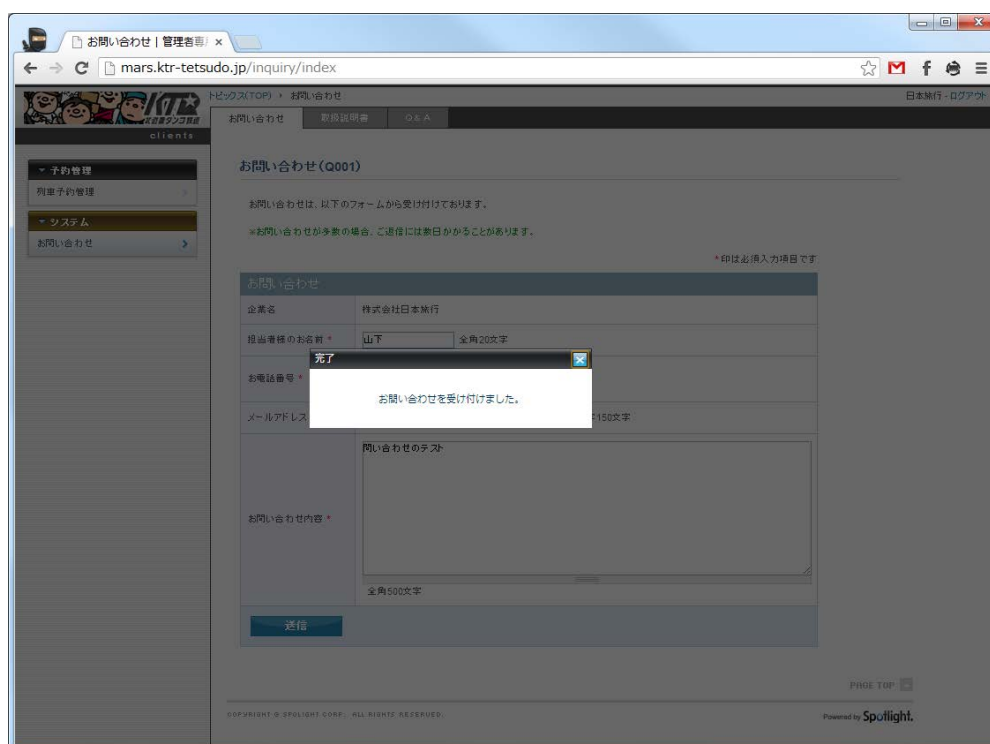 お問い合わせ | 管理者専
mars.ktr-tetsudo.jp/inquiry/index
トピックス(TOP) › お問い合わせ
日本旅行 - ログアウト
KTR
北近畿タンゴ鉄道
clients
お問い合わせ 取扱説明書 Q&A
予約管理
列車予約管理
システム
お問い合わせ
お問い合わせ(Q001)
お問い合わせは、以下のフォームから受け付けております。
※お問い合わせが多数の場合、ご返信には数日かかることがあります。
*印は必須入力項目です
お問い合わせ
企業名 株式会社日本旅行
担当者様のお名前 * 山下 全角20文字
完了
お電話番号 *
お問い合わせを受け付けました。
メールアドレス
150文字
問い合わせのテスト
お問い合わせ内容 *
全角500文字
送信
PAGE TOP
COPYRIGHT © SPOLIGHT CORP. ALL RIGHTS RESERVED.
Powered by Spotlight.